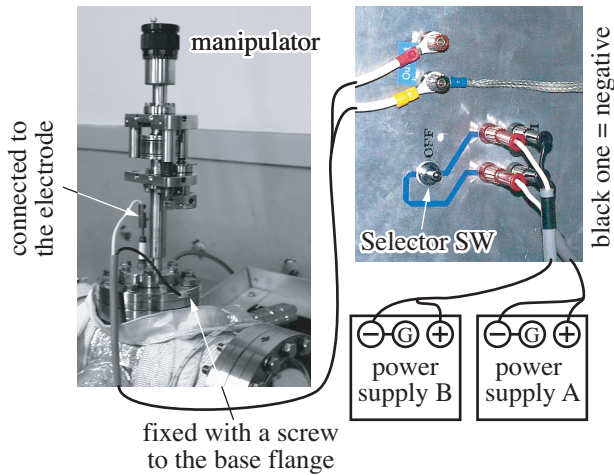 manipulator
connected to
the electrode
fixed with a screw
to the base flange
OFF
Selector SW
black one = negative
− G +
power
supply B
− G +
power
supply A